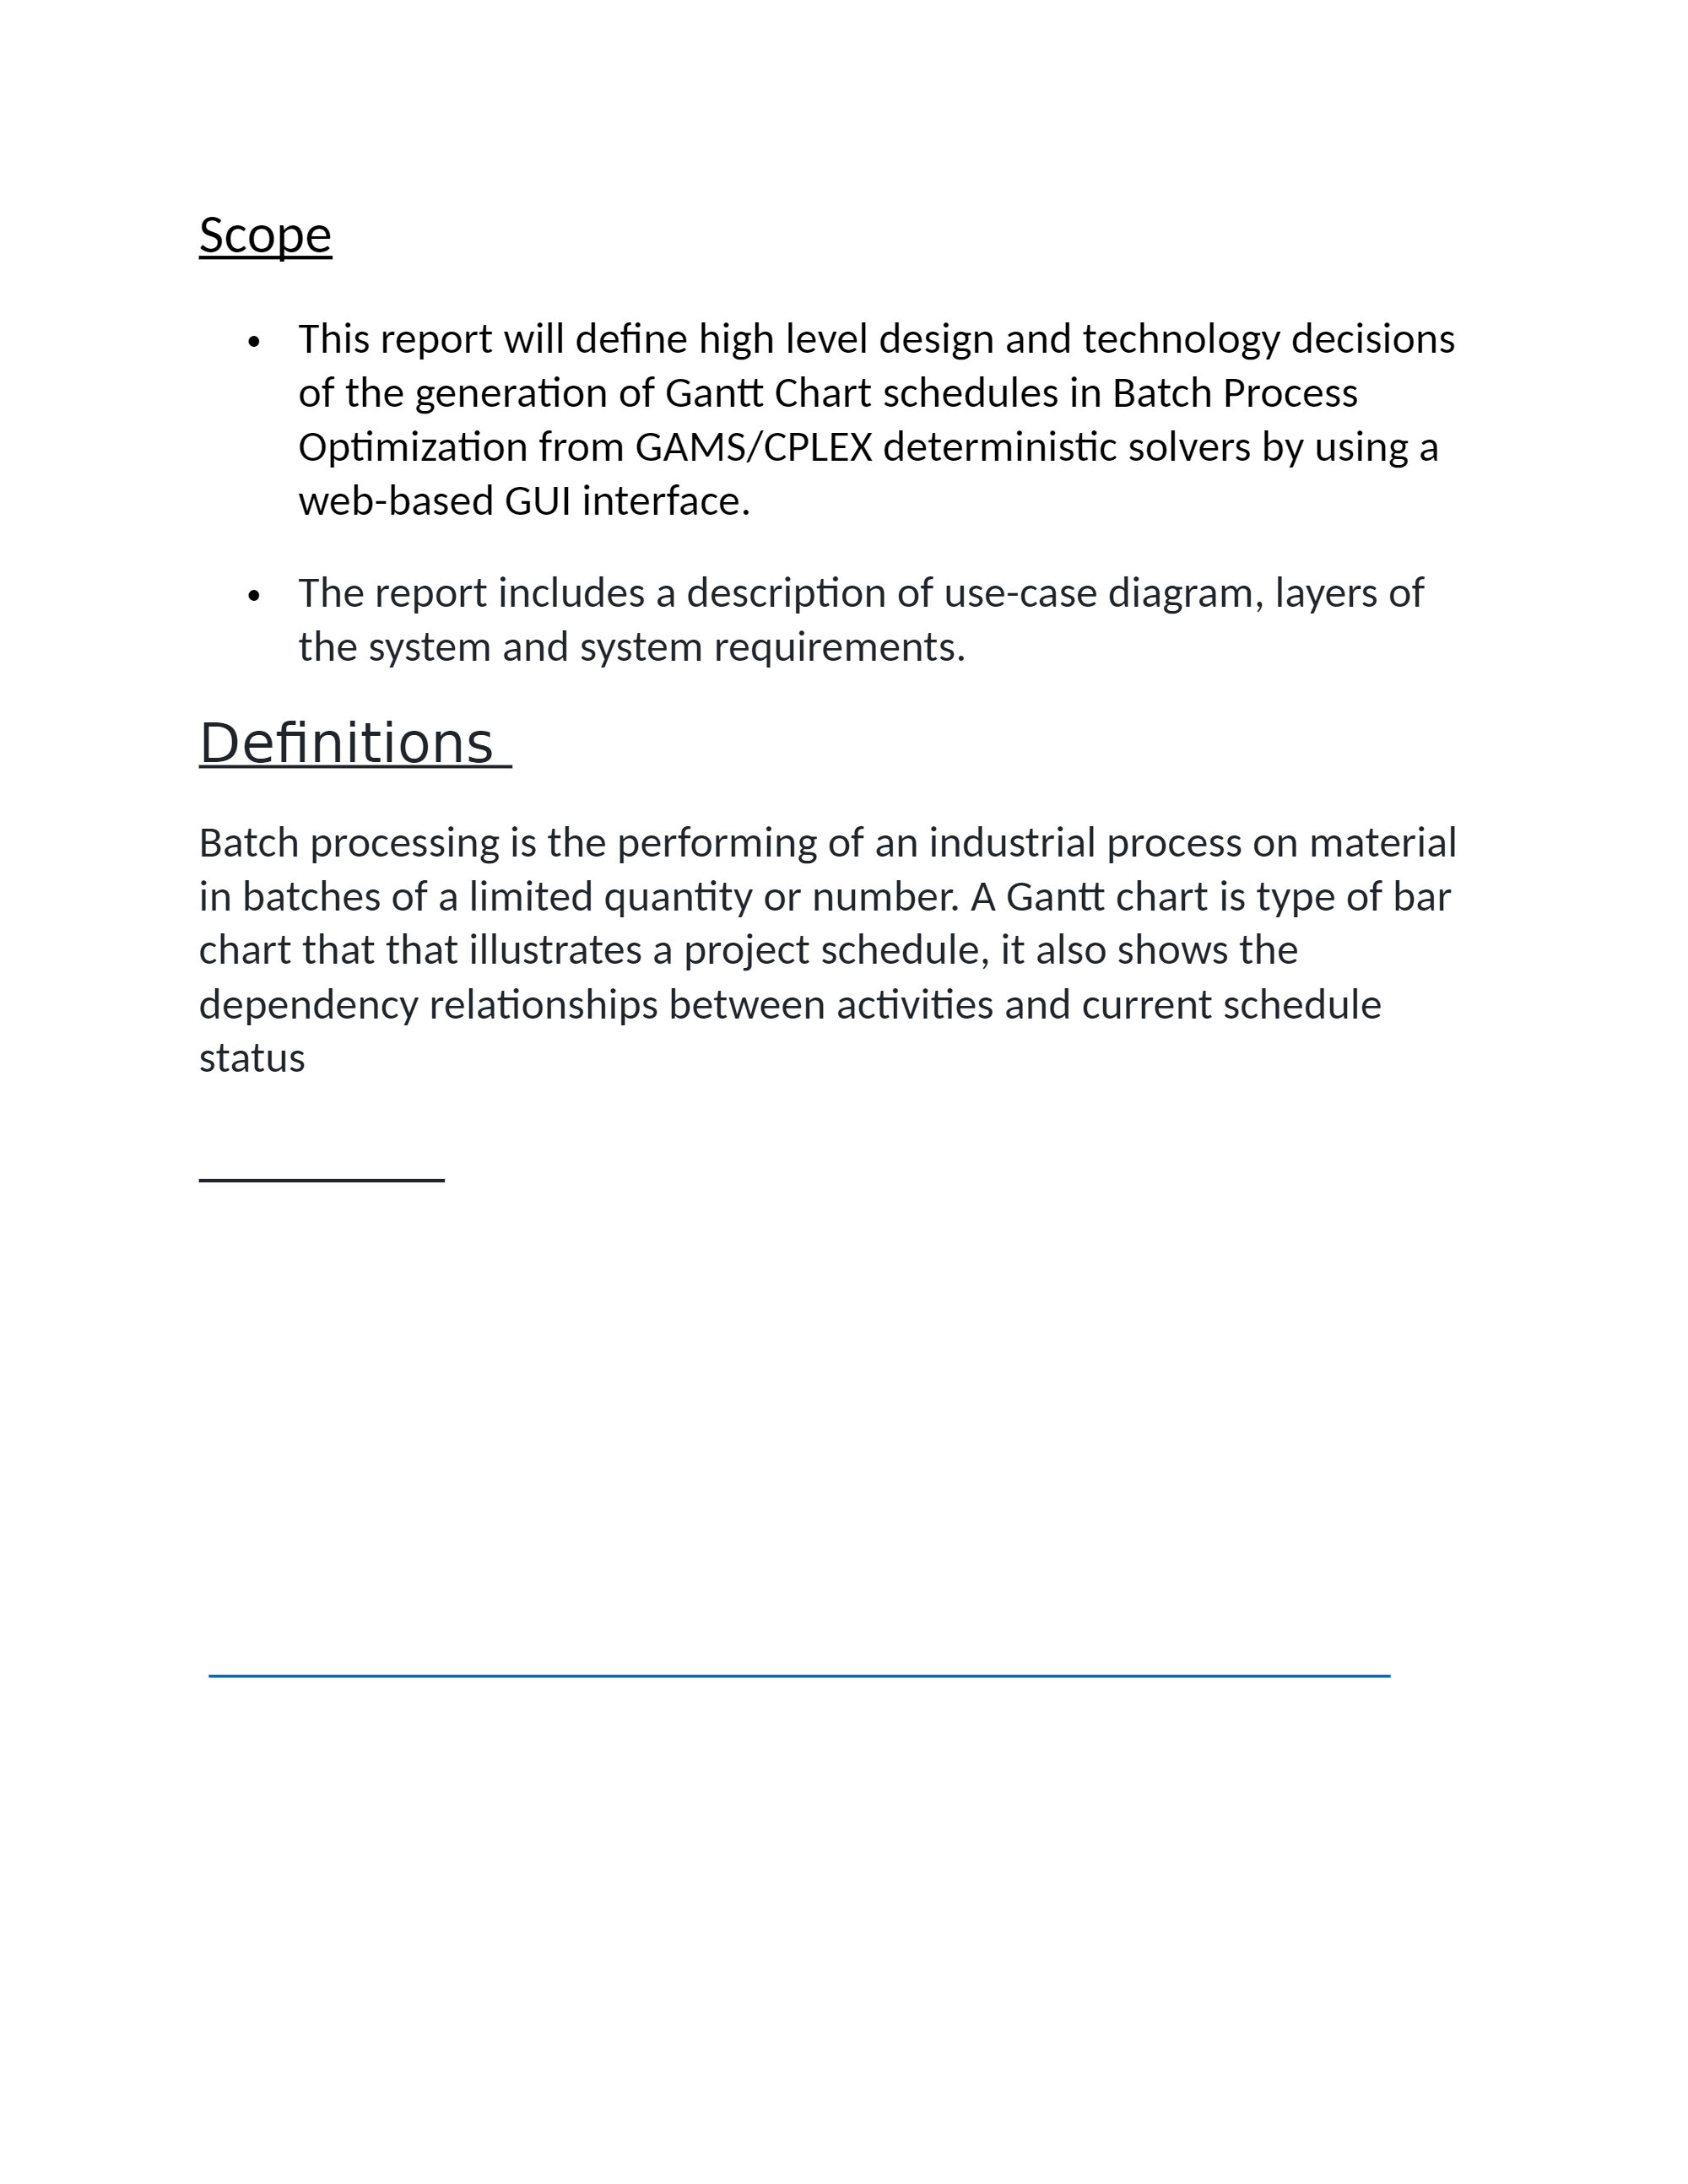 Scope
• This report will define high level design and technology decisions
of the generation of Gantt Chart schedules in Batch Process
Optimization from GAMS/CPLEX deterministic solvers by using a
web-based GUI interface.
• The report includes a description of use-case diagram, layers of
the system and system requirements.
Definitions
Batch processing is the performing of an industrial process on material
in batches of a limited quantity or number. A Gantt chart is type of bar
chart that that illustrates a project schedule, it also shows the
dependency relationships between activities and current schedule
status